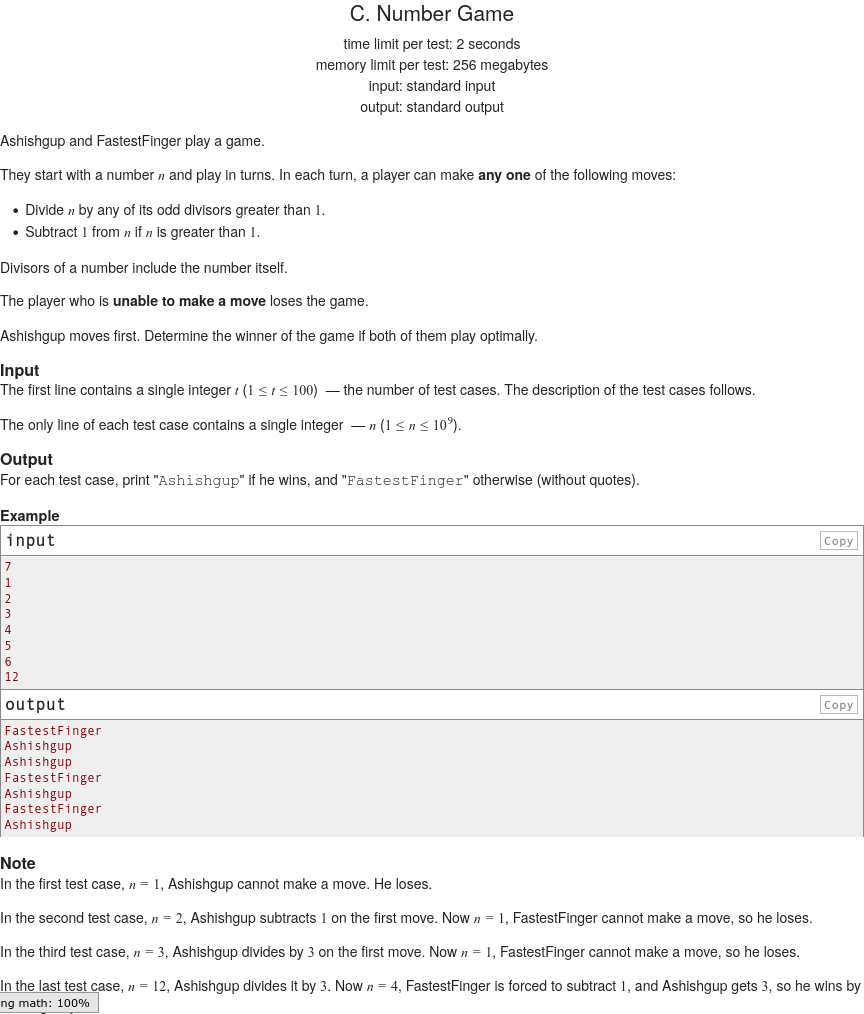 C. Number Game
time limit per test: 2 seconds
memory limit per test: 256 megabytes
input: standard input
output: standard output
Ashishgup and FastestFinger play a game.
They start with a number n and play in turns. In each turn, a player can make any one of the following moves:
• Divide n by any of its odd divisors greater than 1.
• Subtract 1 from n if n is greater than 1.
Divisors of a number include the number itself.
The player who is unable to make a move loses the game.
Ashishgup moves first. Determine the winner of the game if both of them play optimally.
Input
The first line contains a single integer t (1 ≤ t ≤ 100)  — the number of test cases. The description of the test cases follows.
The only line of each test case contains a single integer  — n (1 ≤ n ≤ 10⁹).
Output
For each test case, print "Ashishgup" if he wins, and "FastestFinger" otherwise (without quotes).
Example
input Copy
7
1
2
3
4
5
6
12
output Copy
FastestFinger
Ashishgup
Ashishgup
FastestFinger
Ashishgup
FastestFinger
Ashishgup
Note
In the first test case, n = 1, Ashishgup cannot make a move. He loses.
In the second test case, n = 2, Ashishgup subtracts 1 on the first move. Now n = 1, FastestFinger cannot make a move, so he loses.
In the third test case, n = 3, Ashishgup divides by 3 on the first move. Now n = 1, FastestFinger cannot make a move, so he loses.
In the last test case, n = 12, Ashishgup divides it by 3. Now n = 4, FastestFinger is forced to subtract 1, and Ashishgup gets 3, so he wins by
ng math: 100%